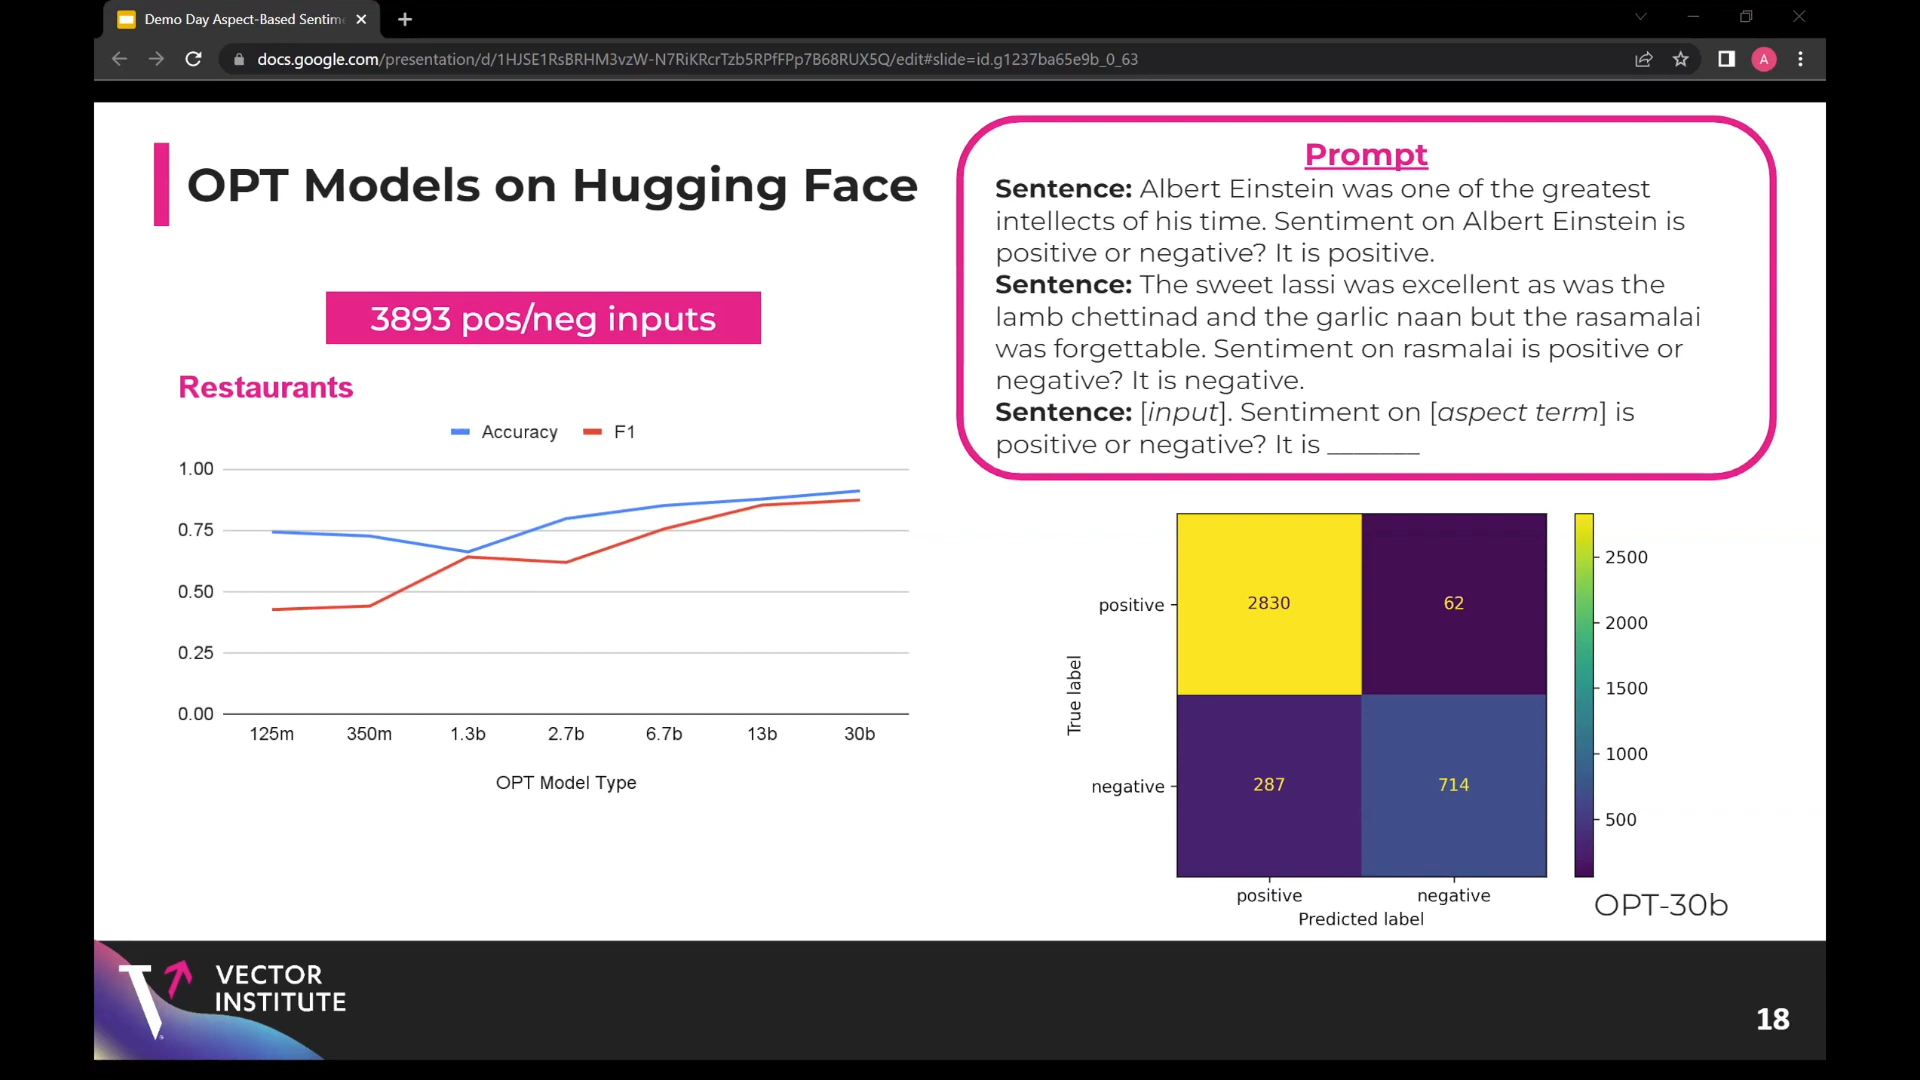 Demo Day Aspect-Based Sentime
docs.google.com/presentation/d/1HJSE1RsBRHM3vzW-N7RiKRcrTzb5RPfFPp7B68RUX5Q/edit#slide=id.g1237ba65e9b_0_63
A
OPT Models on Hugging Face
3893 pos/neg inputs
Restaurants
Accuracy F1
1.00
0.75
0.50
0.25
0.00
125m 350m 1.3b 2.7b 6.7b 13b 30b
OPT Model Type
Prompt
Sentence: Albert Einstein was one of the greatest
intellects of his time. Sentiment on Albert Einstein is
positive or negative? It is positive.
Sentence: The sweet lassi was excellent as was the
lamb chettinad and the garlic naan but the rasamalai
was forgettable. Sentiment on rasmalai is positive or
negative? It is negative.
Sentence: [input]. Sentiment on [aspect term] is
positive or negative? It is _______
True label
positive
negative
2830 62
287 714
positive negative
Predicted label
2500
2000
1500
1000
500
OPT-30b
VECTOR
INSTITUTE
18